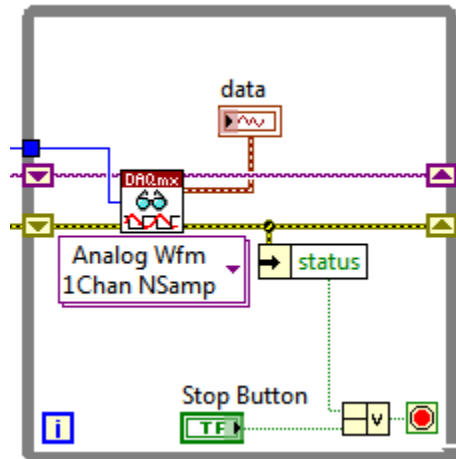 data
DAQmx
Analog Wfm
1Chan NSamp
status
Stop Button
TF
V
i